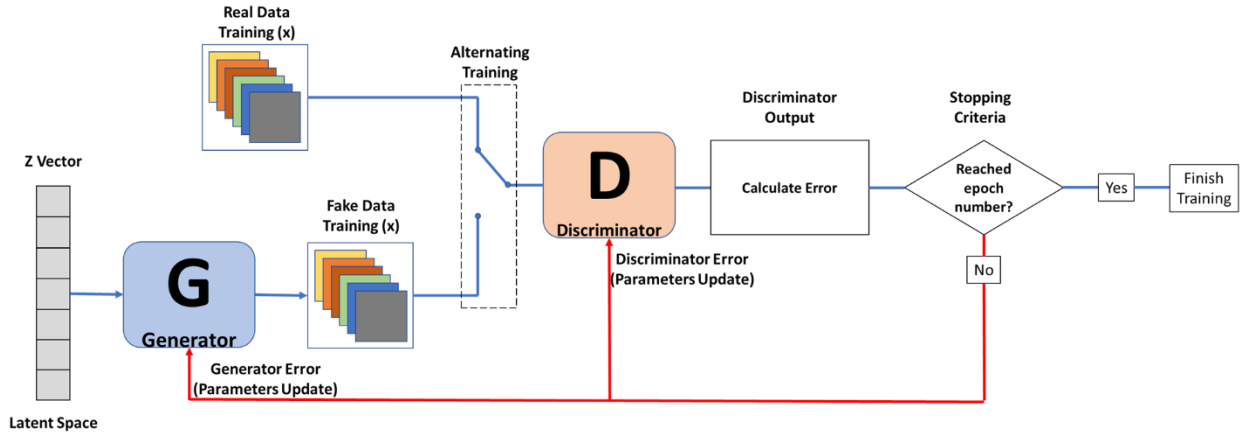 Real Data
Training (x)
Alternating
Training
Discriminator
Output
Stopping
Criteria
Z Vector
D
Discriminator
Calculate Error
Reached
epoch
number?
Yes
Finish
Training
Fake Data
Training (x)
G
Generator
Discriminator Error
(Parameters Update)
No
Generator Error
(Parameters Update)
Latent Space